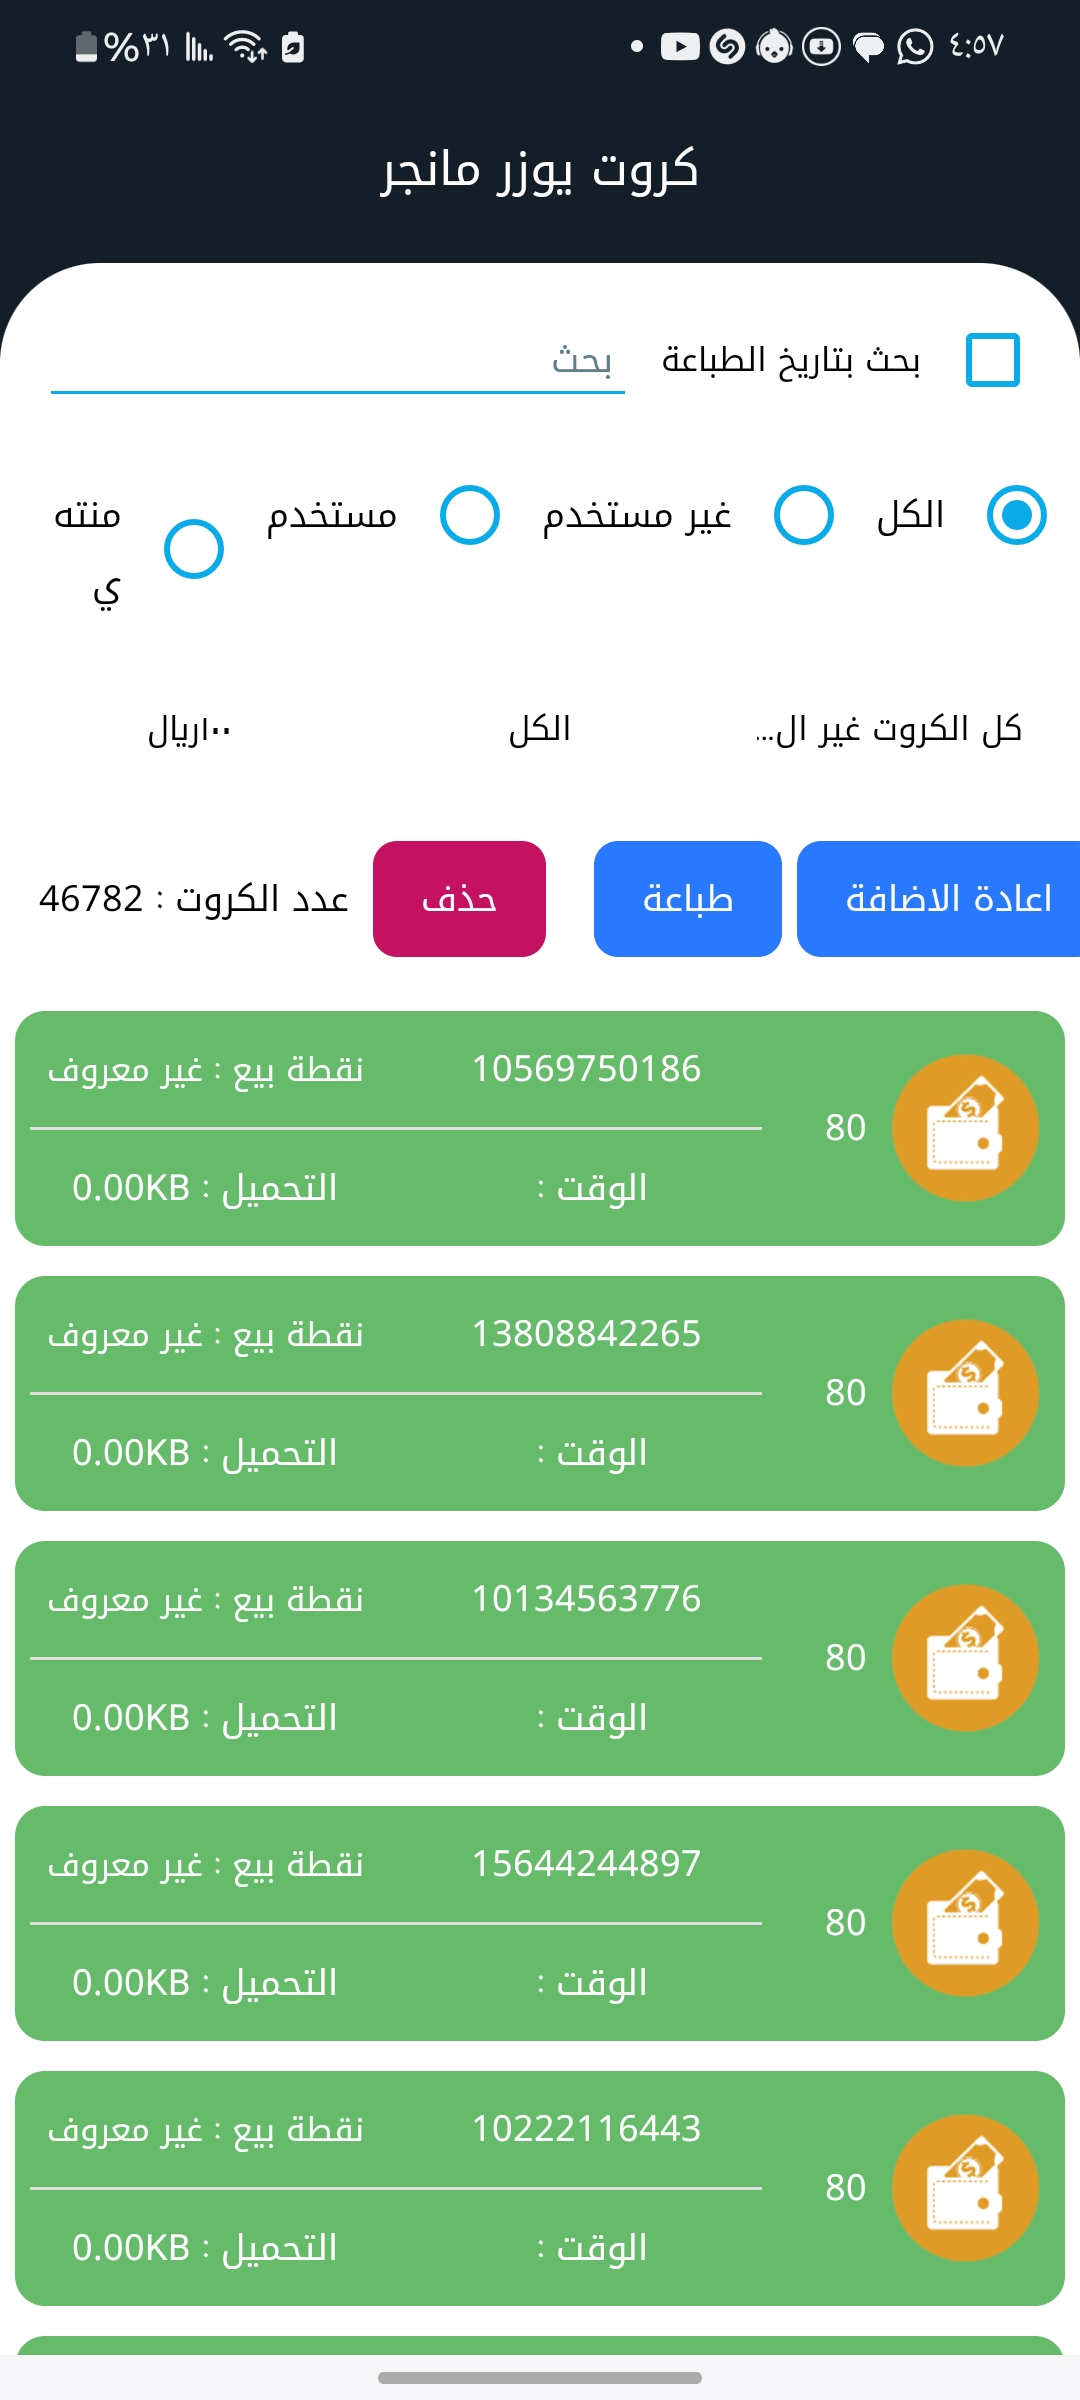 ٤:٥٧ %٣١
كروت يوزر مانجر
بحث بتاريخ الطباعة بحث
الكل غير مستخدم مستخدم منته
ي
كل الكروت غير ال... الكل ١٠٠ريال
اعادة الاضافة طباعة حذف عدد الكروت : 46782
10569750186 نقطة بيع : غير معروف
80
الوقت : التحميل : 0.00KB
13808842265 نقطة بيع : غير معروف
80
الوقت : التحميل : 0.00KB
10134563776 نقطة بيع : غير معروف
80
الوقت : التحميل : 0.00KB
15644244897 نقطة بيع : غير معروف
80
الوقت : التحميل : 0.00KB
10222116443 نقطة بيع : غير معروف
80
الوقت : التحميل : 0.00KB